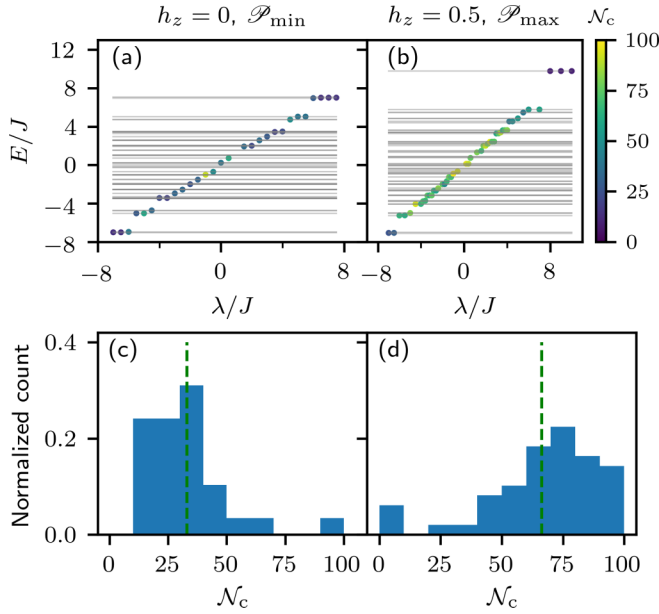 h_z = 0, 𝒫_min
h_z = 0.5, 𝒫_max
𝒩_c
(a)
(b)
E/J
12
8
4
0
−4
−8
100
75
50
25
0
−8
0
8
−8
0
8
λ/J
λ/J
(c)
(d)
Normalized count
0.4
0.2
0.0
0
25
50
75
100
0
25
50
75
100
𝒩_c
𝒩_c